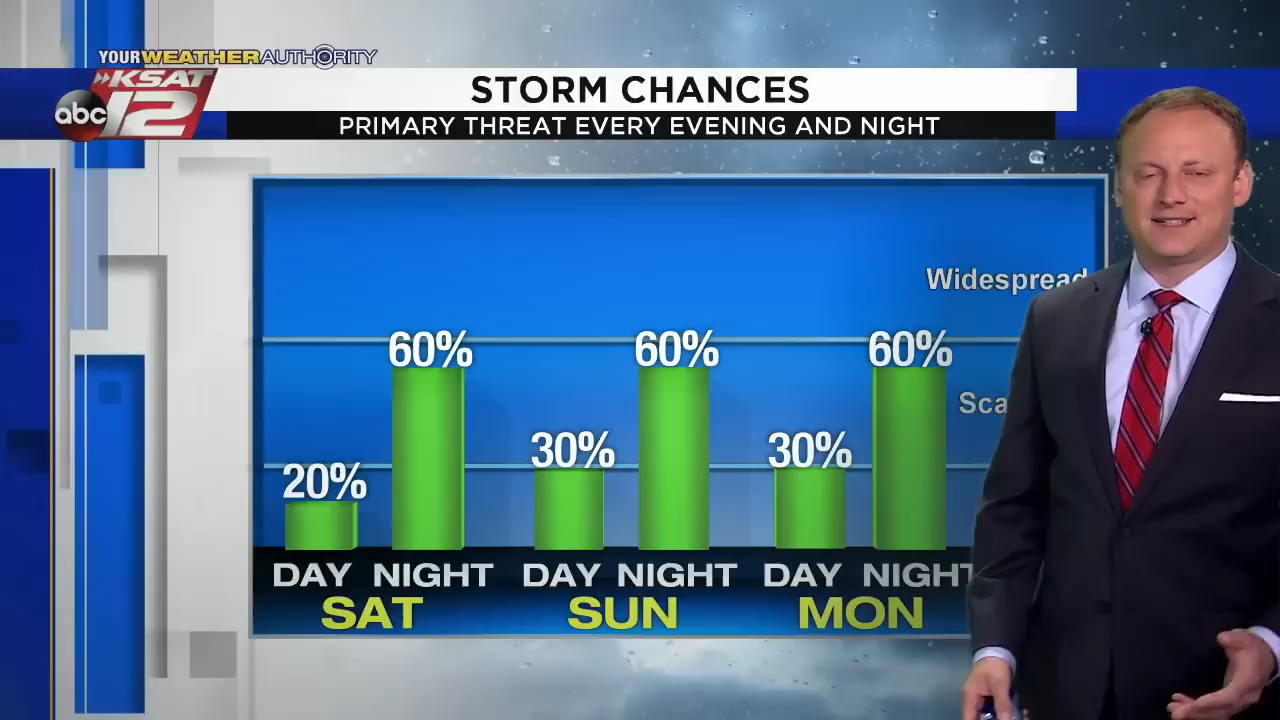 YOURWEATHERAUTHORITY
KSAT
abc 12
STORM CHANCES
PRIMARY THREAT EVERY EVENING AND NIGHT
Widespread
60% 60% 60%
30% 30%
20%
DAY NIGHT DAY NIGHT DAY NIGHT
SAT SUN MON